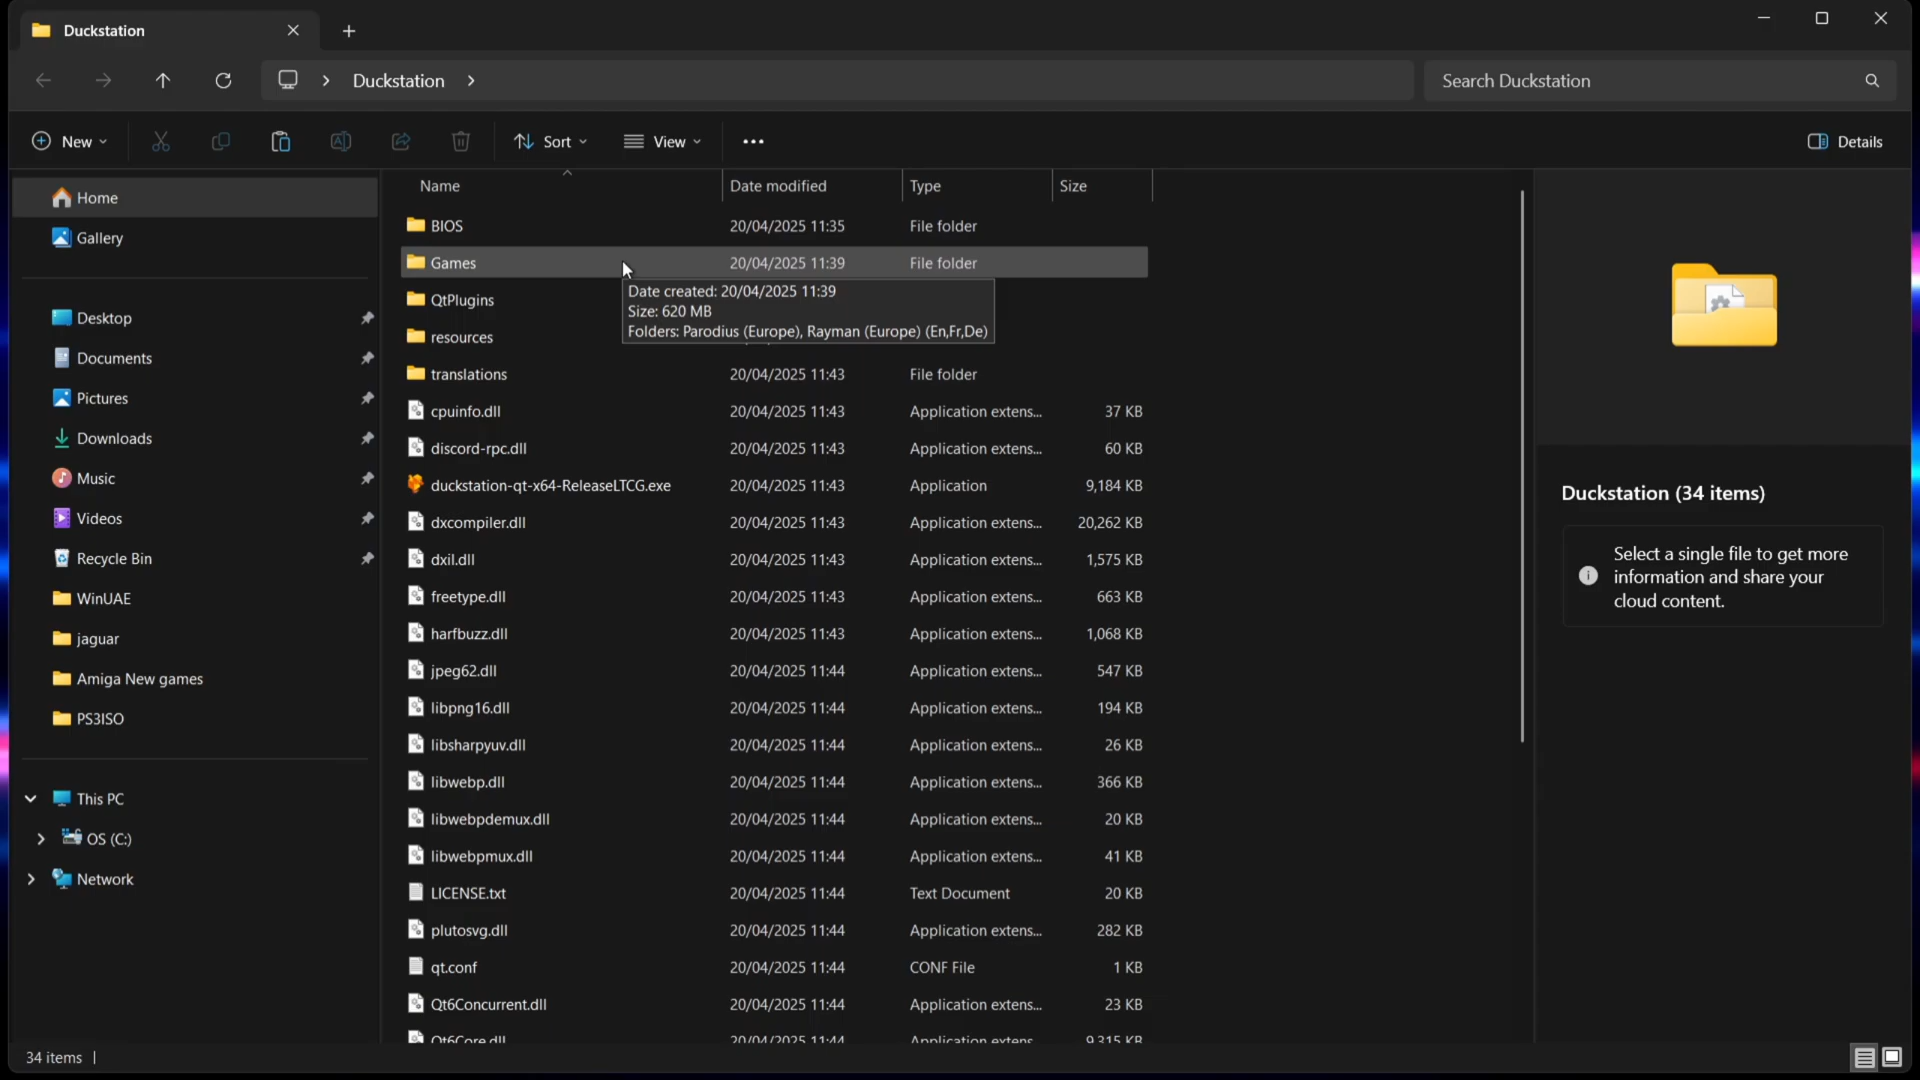 Duckstation
Duckstation
Search Duckstation
New
Sort
View
Details
Home
Gallery
Desktop
Documents
Pictures
Downloads
Music
Videos
Recycle Bin
WinUAE
jaguar
Amiga New games
PS3ISO
This PC
OS (C:)
Network
Name Date modified Type Size
BIOS 20/04/2025 11:35 File folder
Games 20/04/2025 11:39 File folder
Date created: 20/04/2025 11:39
Size: 620 MB
Folders: Parodius (Europe), Rayman (Europe) (En,Fr,De)
QtPlugins
resources
translations 20/04/2025 11:43 File folder
cpuinfo.dll 20/04/2025 11:43 Application extens... 37 KB
discord-rpc.dll 20/04/2025 11:43 Application extens... 60 KB
duckstation-qt-x64-ReleaseLTCG.exe 20/04/2025 11:43 Application 9,184 KB
dxcompiler.dll 20/04/2025 11:43 Application extens... 20,262 KB
dxil.dll 20/04/2025 11:43 Application extens... 1,575 KB
freetype.dll 20/04/2025 11:43 Application extens... 663 KB
harfbuzz.dll 20/04/2025 11:43 Application extens... 1,068 KB
jpeg62.dll 20/04/2025 11:44 Application extens... 547 KB
libpng16.dll 20/04/2025 11:44 Application extens... 194 KB
libsharpyuv.dll 20/04/2025 11:44 Application extens... 26 KB
libwebp.dll 20/04/2025 11:44 Application extens... 366 KB
libwebpdemux.dll 20/04/2025 11:44 Application extens... 20 KB
libwebpmux.dll 20/04/2025 11:44 Application extens... 41 KB
LICENSE.txt 20/04/2025 11:44 Text Document 20 KB
plutosvg.dll 20/04/2025 11:44 Application extens... 282 KB
qt.conf 20/04/2025 11:44 CONF File 1 KB
Qt6Concurrent.dll 20/04/2025 11:44 Application extens... 23 KB
Qt6Core.dll 20/04/2025 11:44 Application extens... 9,315 KB
Duckstation (34 items)
Select a single file to get more
information and share your
cloud content.
34 items